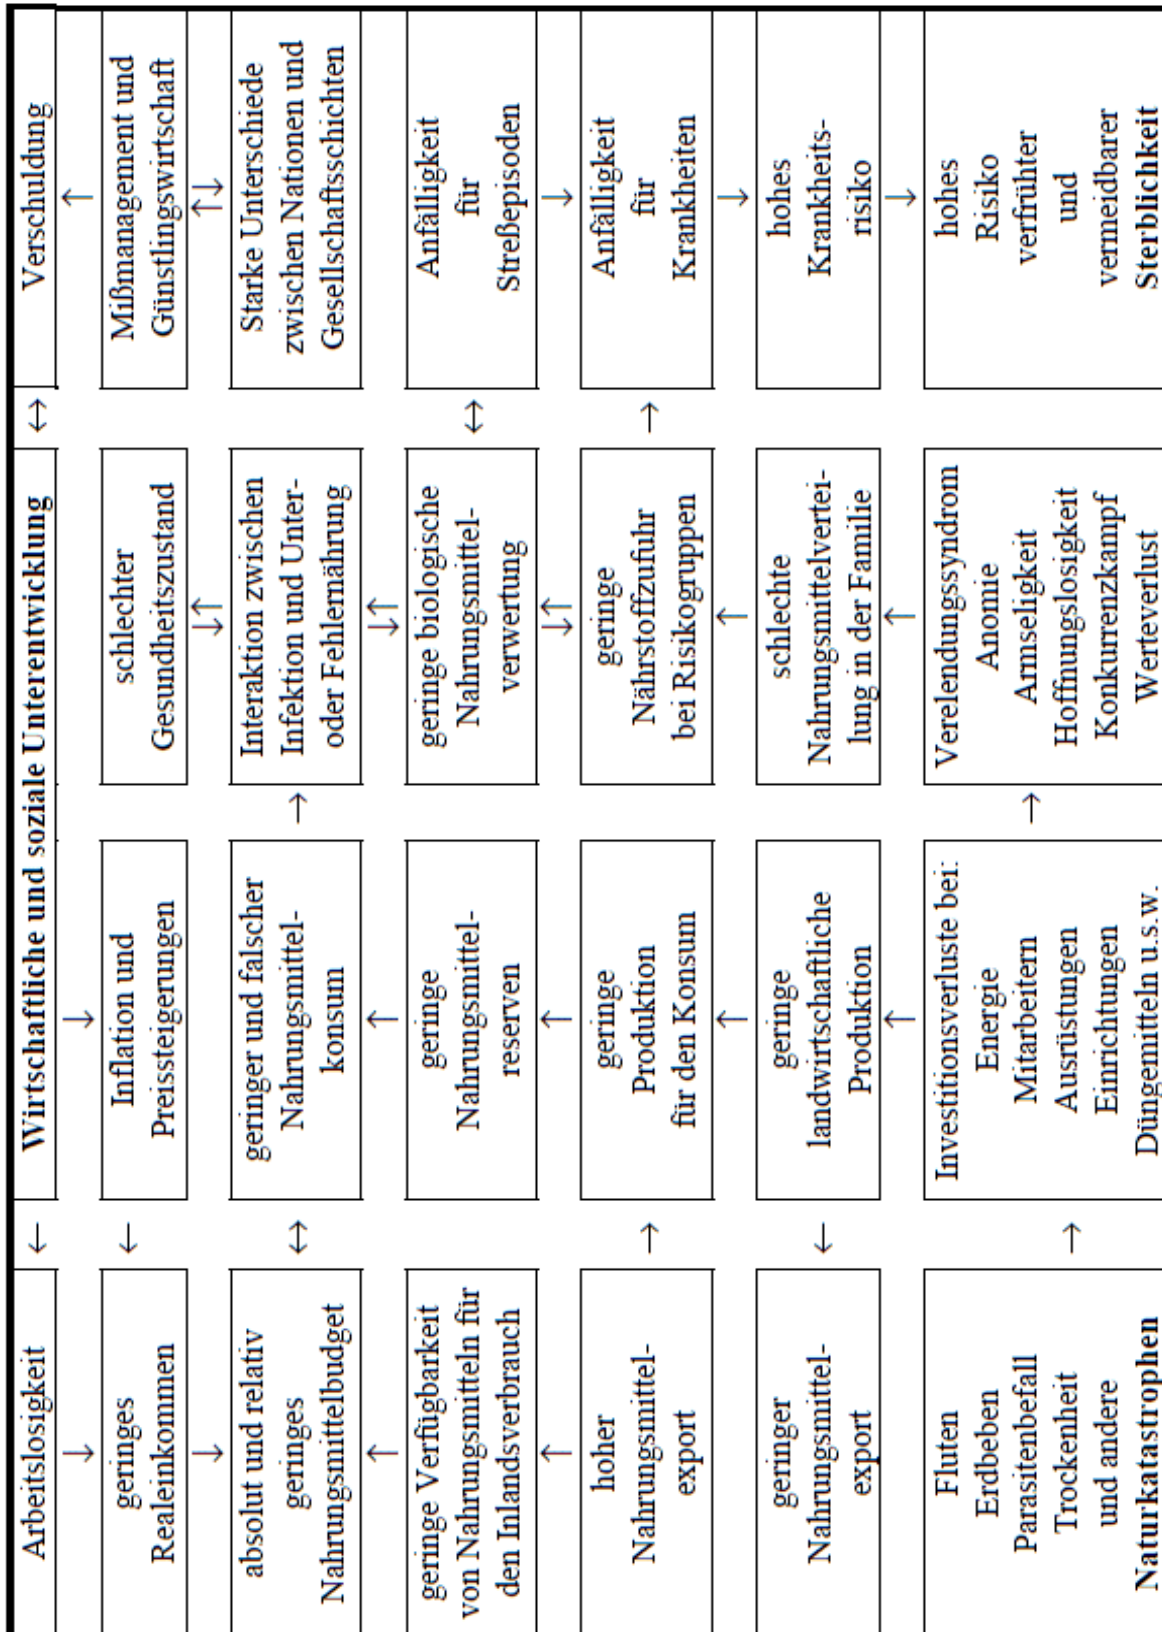 Arbeitslosigkeit
Wirtschaftliche und soziale Unterentwicklung
Verschuldung
geringes
Realeinkommen
Inflation und
Preissteigerungen
schlechter
Gesundheitszustand
Mißmanagement und
Günstlingswirtschaft
absolut und relativ
geringes
Nahrungsmittelbudget
geringer und falscher
Nahrungsmittel-
konsum
Interaktion zwischen
Infektion und Unter-
oder Fehlernährung
Starke Unterschiede
zwischen Nationen und
Gesellschaftsschichten
geringe Verfügbarkeit
von Nahrungsmitteln für
den Inlandsverbrauch
geringe
Nahrungsmittel-
reserven
geringe biologische
Nahrungsmittel-
verwertung
Anfälligkeit
für
Streßepisoden
hoher
Nahrungsmittel-
export
geringe
Produktion
für den Konsum
geringe
Nährstoffzufuhr
bei Risikogruppen
Anfälligkeit
für
Krankheiten
geringer
Nahrungsmittel-
export
geringe
landwirtschaftliche
Produktion
schlechte
Nahrungsmittelvertei-
lung in der Familie
hohes
Krankheits-
risiko
Fluten
Erdbeben
Parasitenbefall
Trockenheit
und andere
Naturkatastrophen
Investitionsverluste bei:
Energie
Mitarbeitern
Ausrüstungen
Einrichtungen
Düngemitteln u.s.w.
Verelendungssyndrom
Anomie
Armseligkeit
Hoffnungslosigkeit
Konkurrenzkampf
Werteverlust
hohes
Risiko
verfrühter
und
vermeidbarer
Sterblichkeit